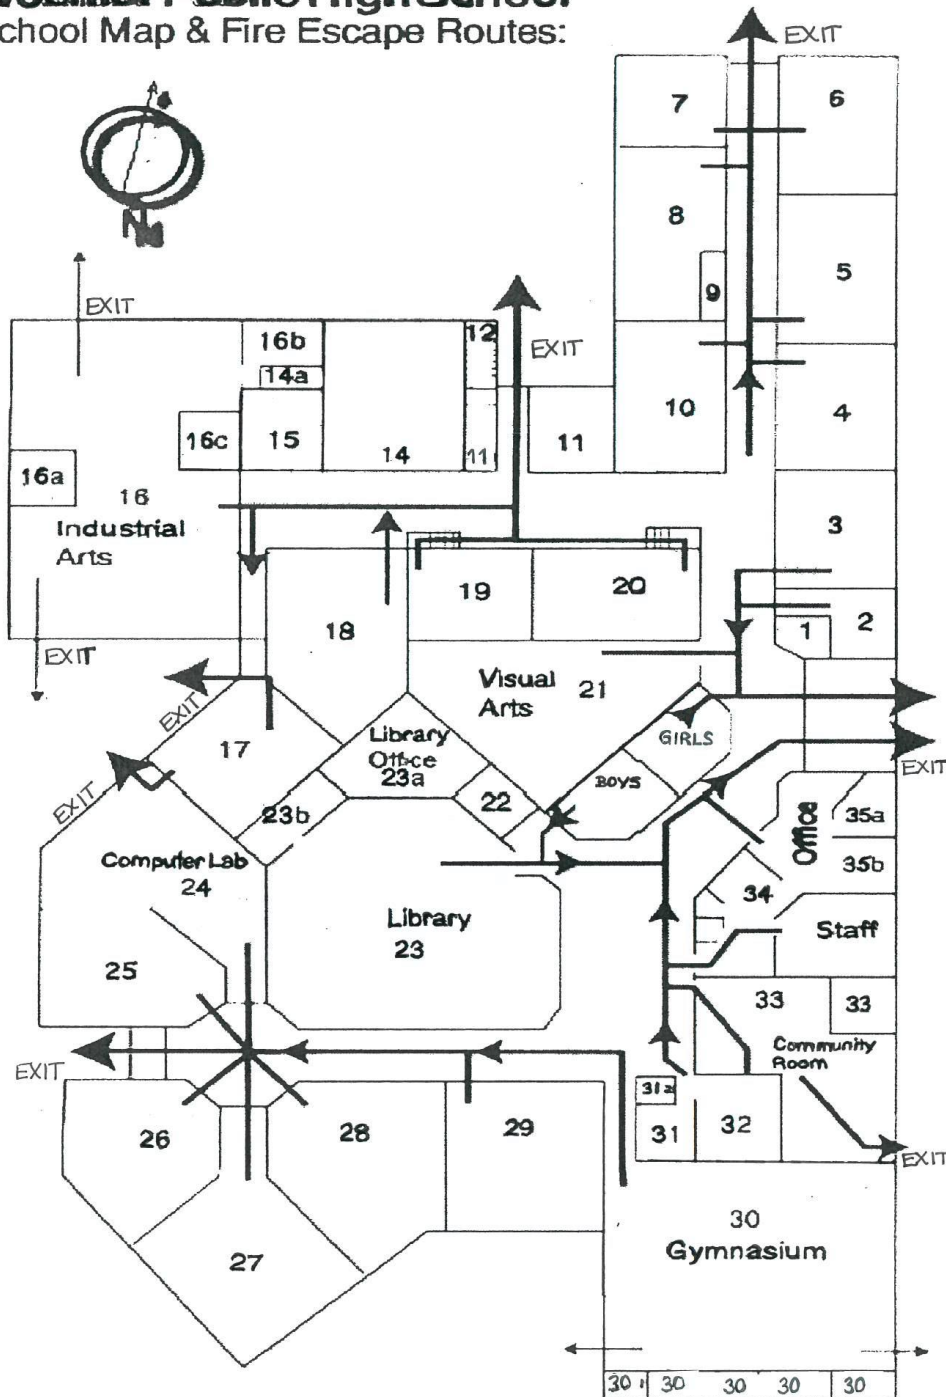 School Map & Fire Escape Routes:
EXIT
7
6
8
5
9
EXIT
EXIT
16b
12
14a
10
4
16c
15
14
11
11
16a
16
Industrial
Arts
3
19
20
18
1
2
EXIT
Visual
Arts
21
EXIT
17
Library
Office
23a
GIRLS
EXIT
BOYS
22
EXIT
23b
Office
35a
Computer Lab
24
35b
34
Library
23
Staff
25
33
33
Community
Room
EXIT
31a
26
28
29
31
32
EXIT
30
Gymnasium
27
30
30
30
30
30